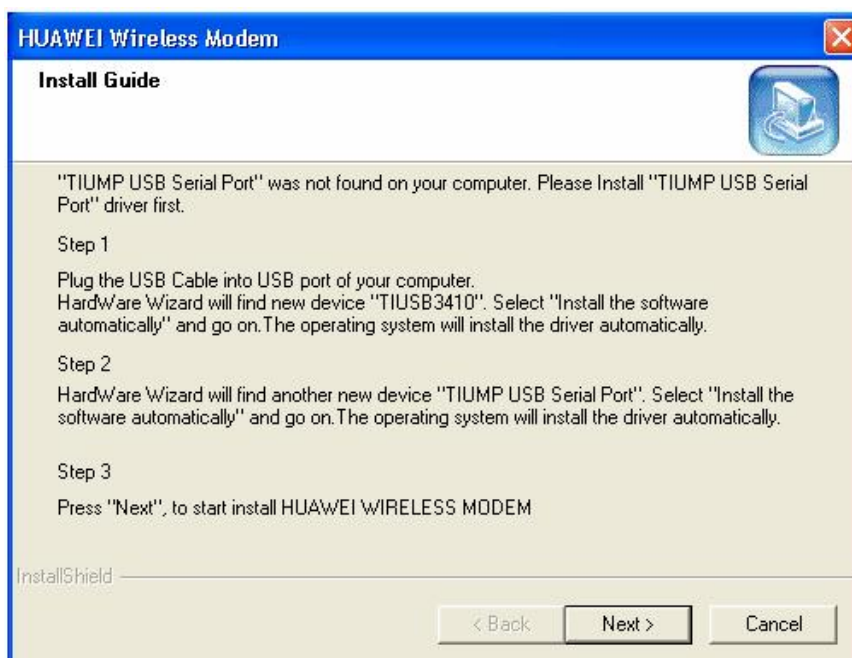 HUAWEI Wireless Modem
Install Guide
"TIUMP USB Serial Port" was not found on your computer. Please Install "TIUMP USB Serial
Port" driver first.
Step 1
Plug the USB Cable into USB port of your computer.
HardWare Wizard will find new device "TIUSB3410". Select "Install the software
automatically" and go on.The operating system will install the driver automatically.
Step 2
HardWare Wizard will find another new device "TIUMP USB Serial Port". Select "Install the
software automatically" and go on.The operating system will install the driver automatically.
Step 3
Press "Next", to start install HUAWEI WIRELESS MODEM
InstallShield
< Back Next > Cancel